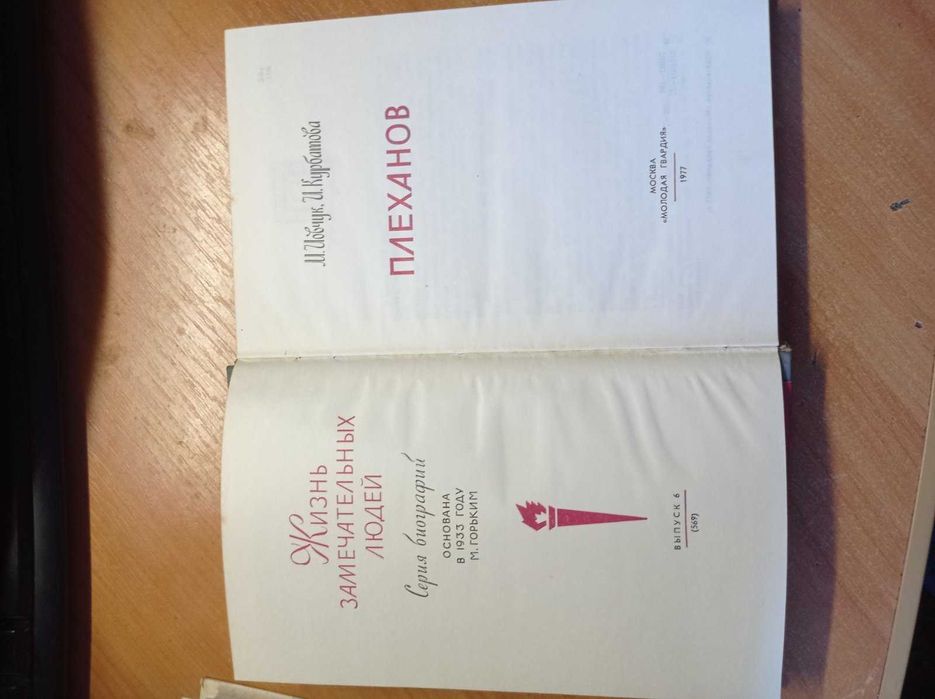 Жизнь
ЗАМЕЧАТЕЛЬНЫХ
ЛЮДЕЙ
Серия биографий
ОСНОВАНА
В 1933 ГОДУ
М. ГОРЬКИМ
ВЫПУСК 6
(569)
М. Иовчук, И. Курбатова
ПЛЕХАНОВ
МОСКВА
«МОЛОДАЯ ГВАРДИЯ»
1977